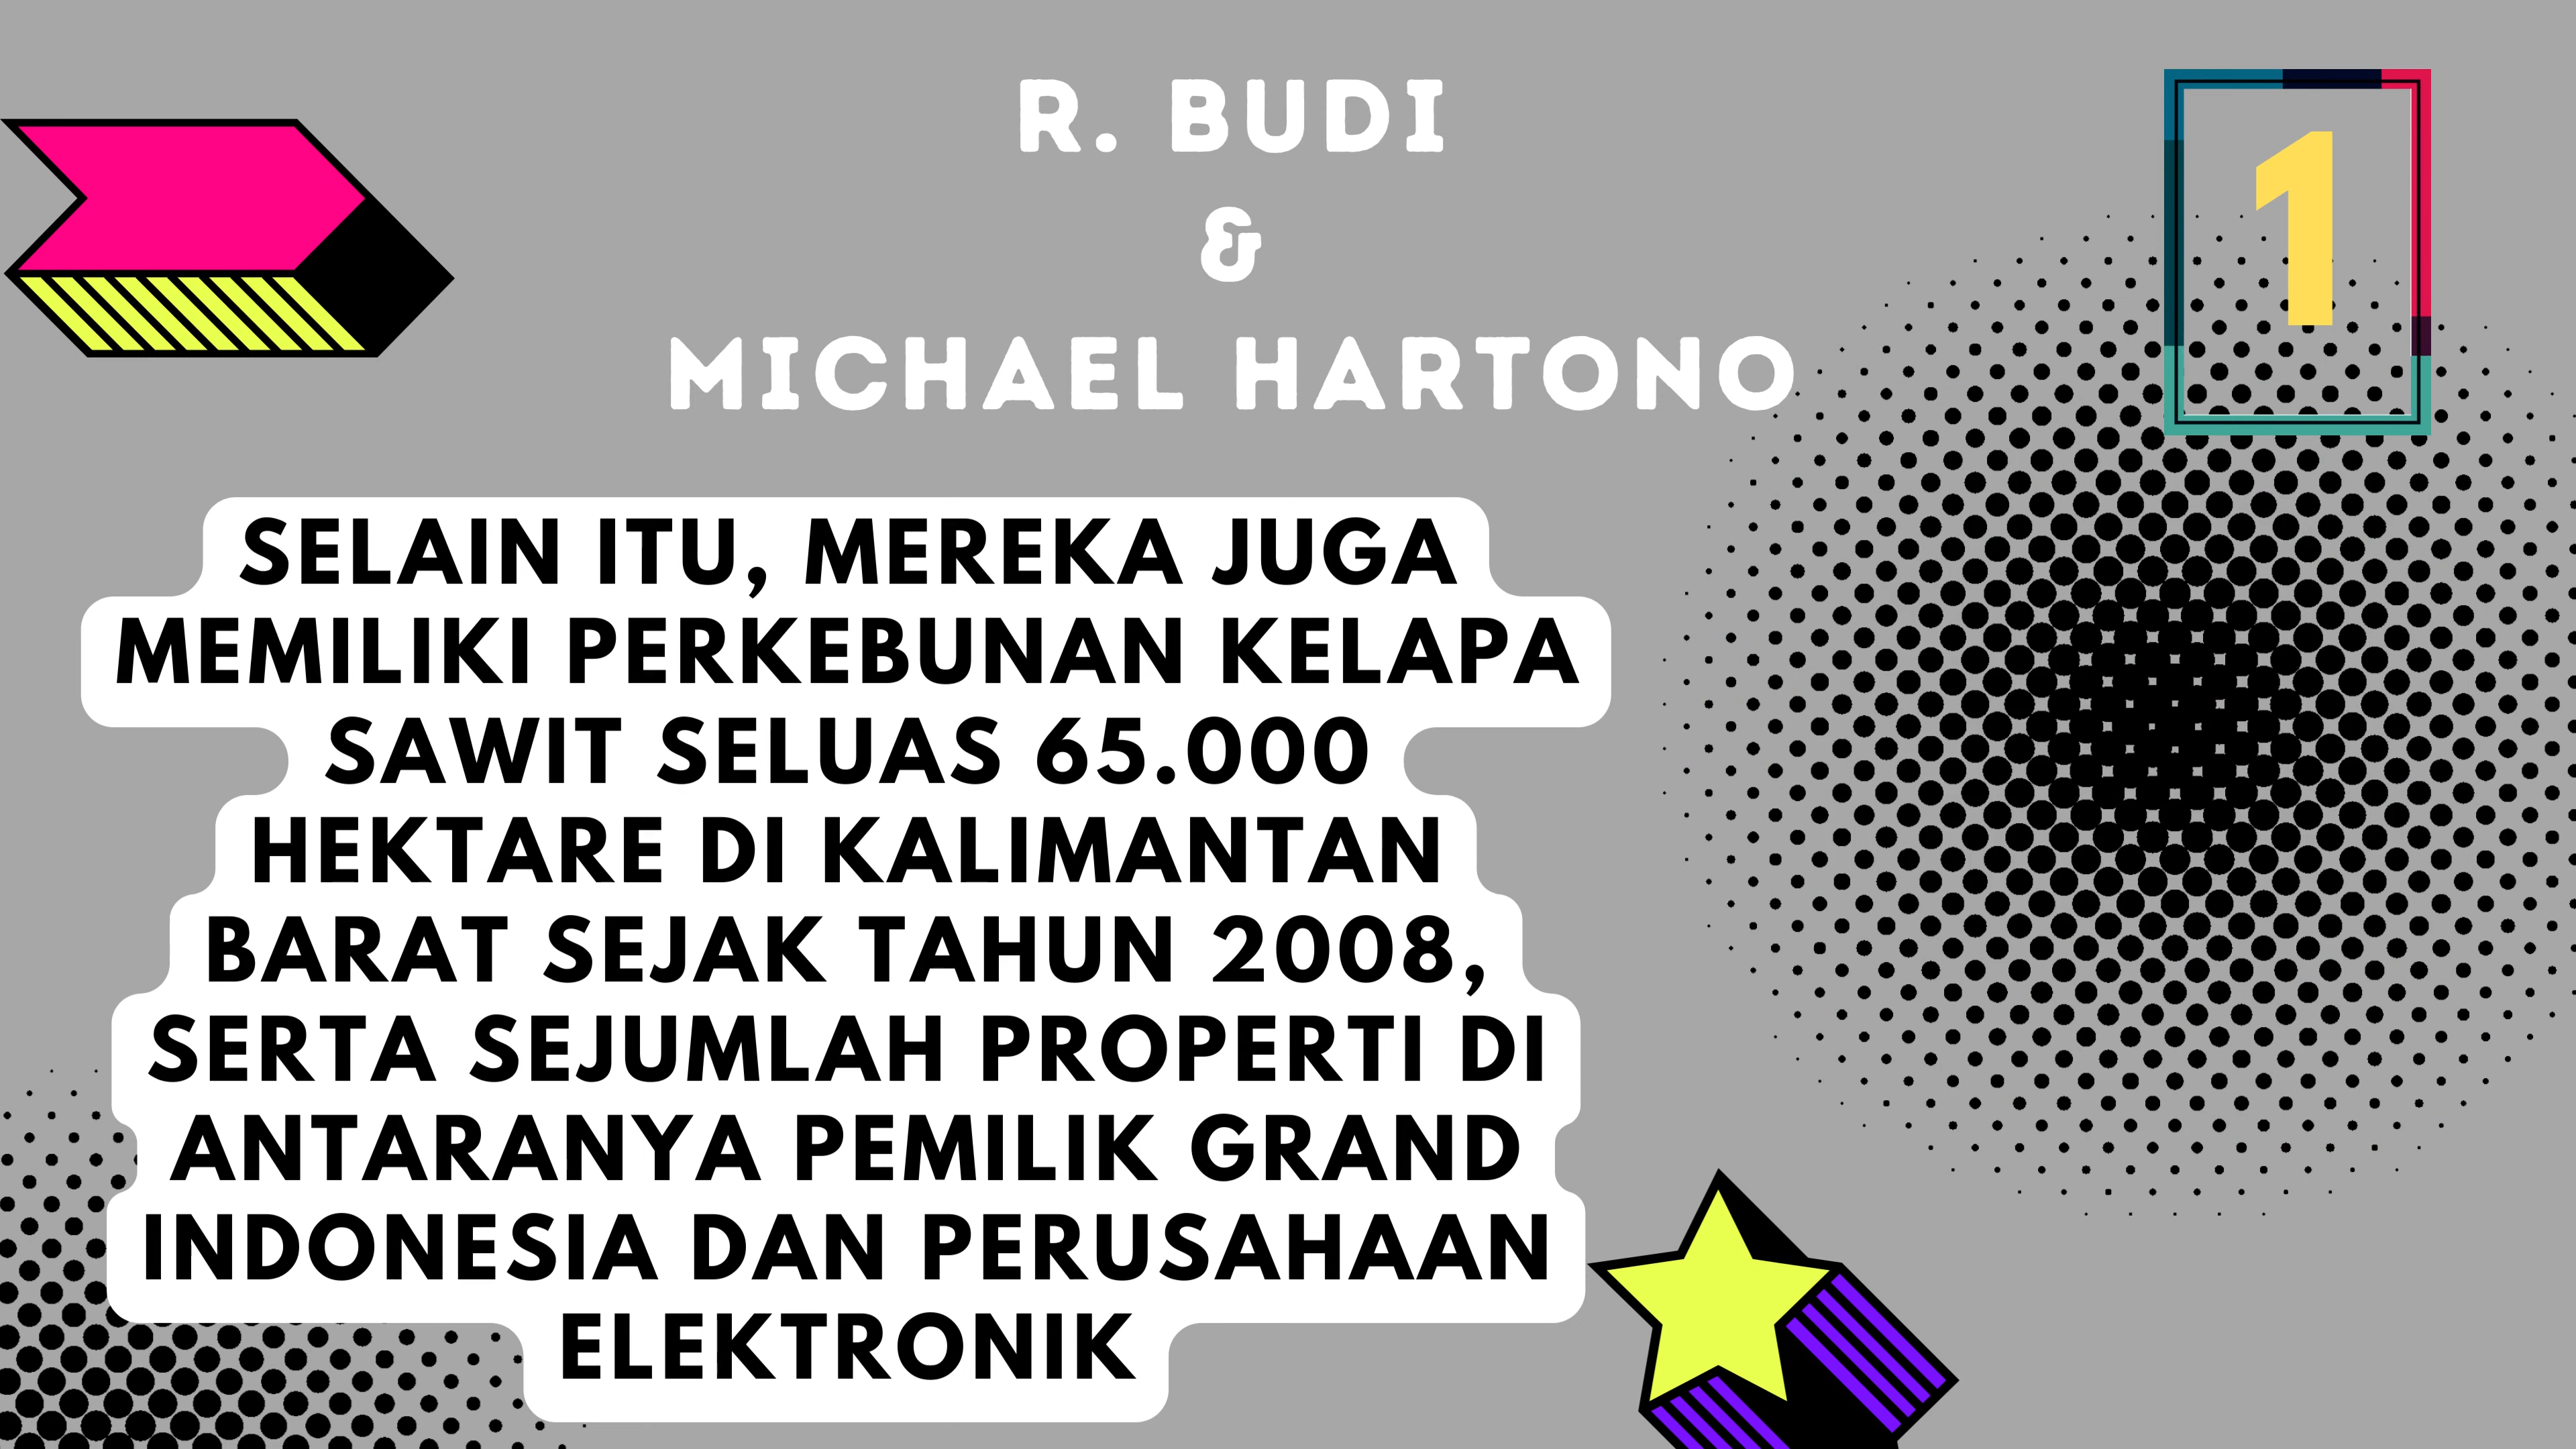 R. BUDI
&
MICHAEL HARTONO
1
SELAIN ITU, MEREKA JUGA
MEMILIKI PERKEBUNAN KELAPA
SAWIT SELUAS 65.000
HEKTARE DI KALIMANTAN
BARAT SEJAK TAHUN 2008,
SERTA SEJUMLAH PROPERTI DI
ANTARANYA PEMILIK GRAND
INDONESIA DAN PERUSAHAAN
ELEKTRONIK